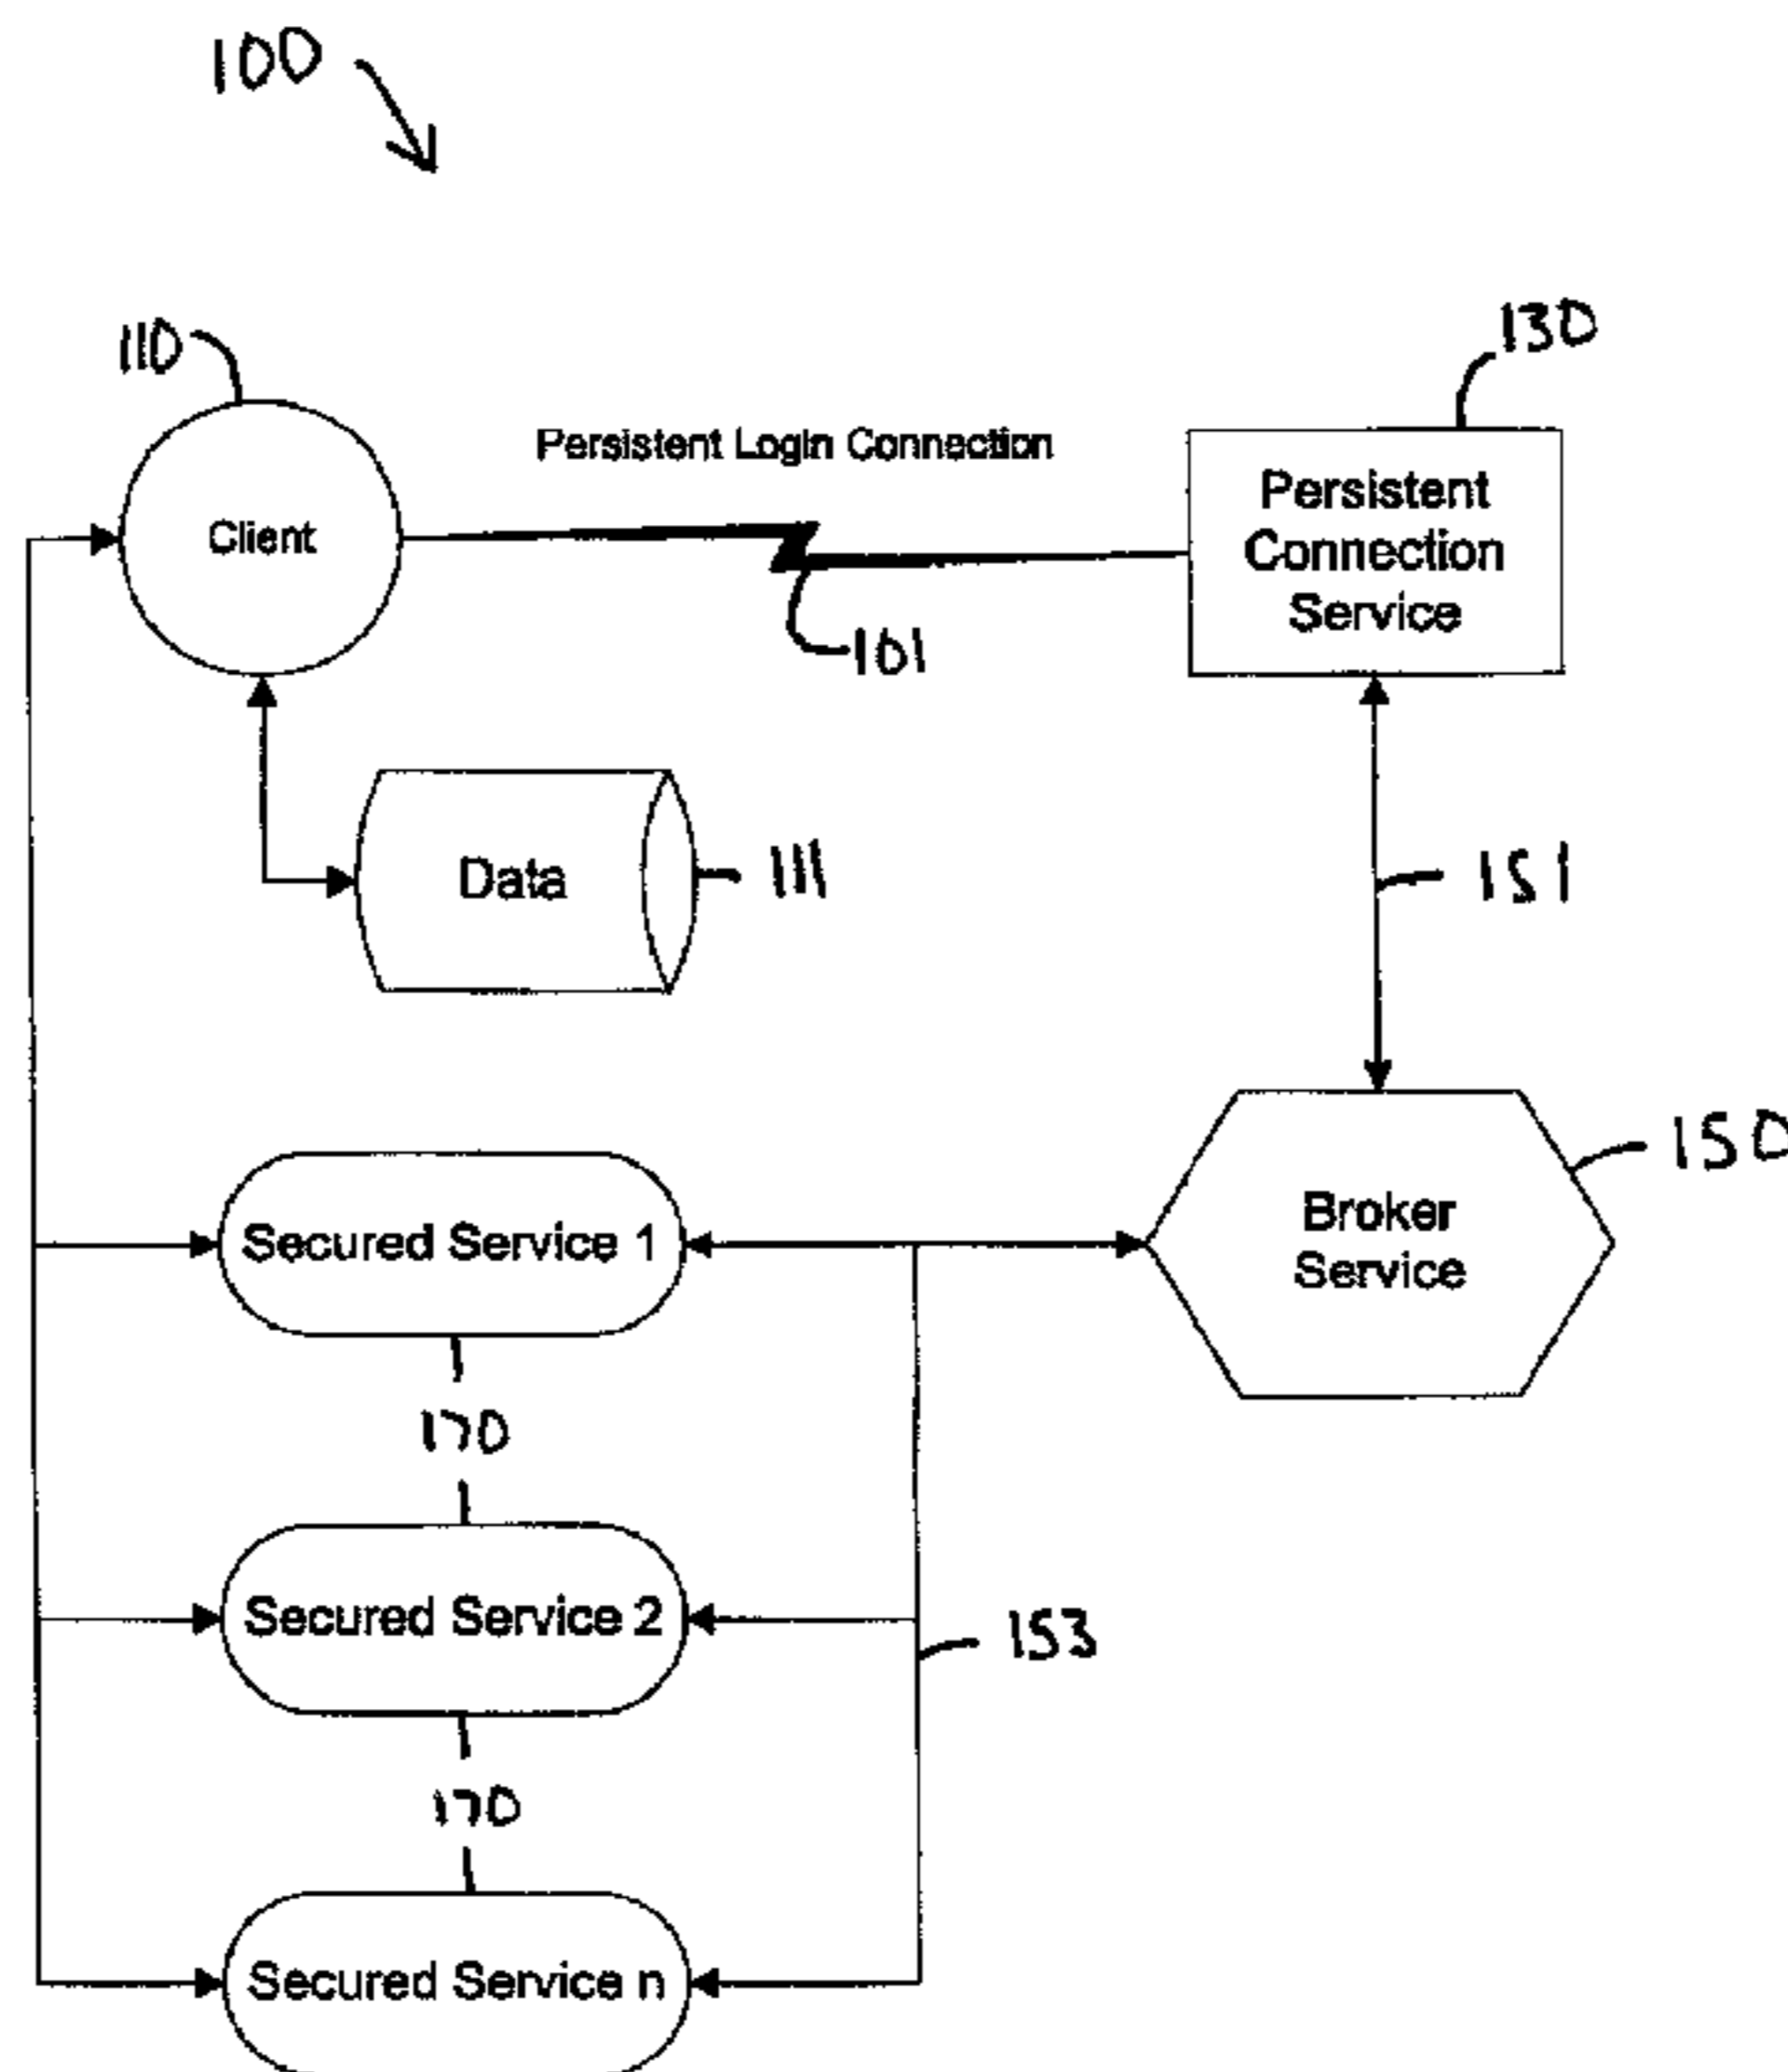 100
110
130
Persistent Login Connection
Persistent
Connection
Service
Client
101
Data
111
151
150
Broker
Service
Secured Service 1
170
Secured Service 2
153
170
Secured Service n